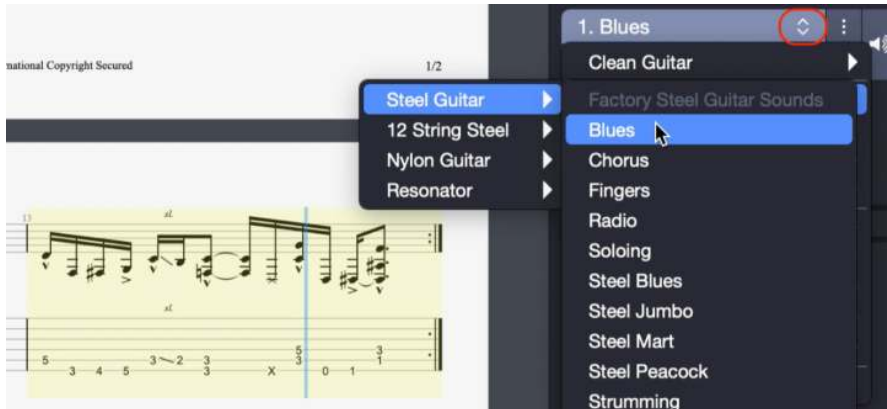 1. Blues
national Copyright Secured
1/2
Clean Guitar
Steel Guitar
12 String Steel
Nylon Guitar
Resonator
Factory Steel Guitar Sounds
Blues
Chorus
Fingers
Radio
Soloing
Steel Blues
Steel Jumbo
Steel Mart
Steel Peacock
Strumming
13
sl.
sl.
5 3 3
5 3 2 3 3 1
3 4 5 3 X 0 1